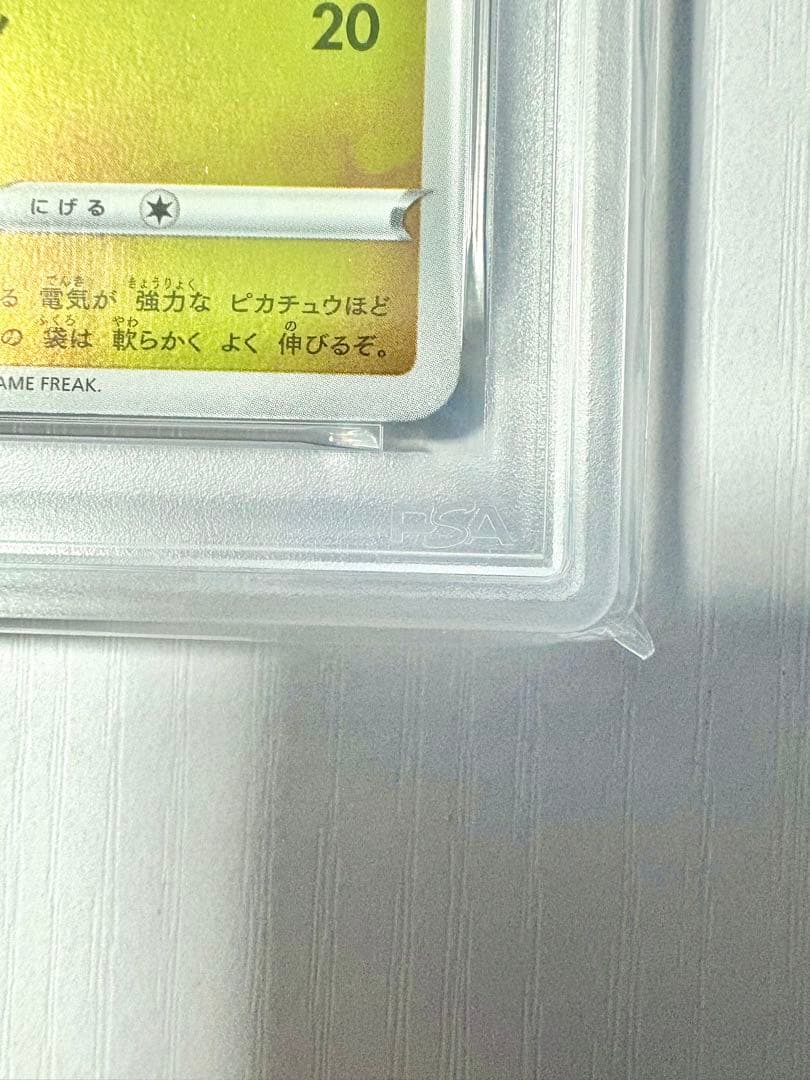 20
にげる
る 電気が 強力な ピカチュウほど
の 袋は 軟らかく よく 伸びるぞ。
AME FREAK.
PSA